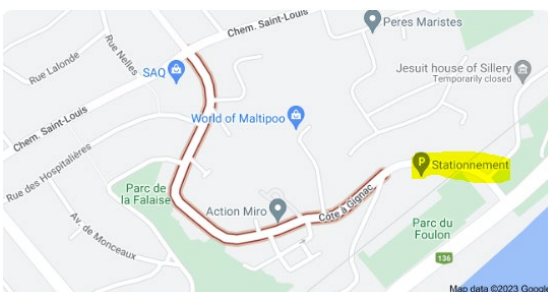 Chem. Saint-Louis
Peres Maristes
Rue Nelles
Rue Lalonde
SAQ
Jesuit house of Sillery
Temporarily closed
Chem. Saint-Louis
World of Maltipoo
P
Stationnement
Rue des Hospitalières
Parc de
la Falaise
Action Miro
Côte à Gignac
Av. de Monceaux
Parc du
Foulon
136
Map data ©2023 Google